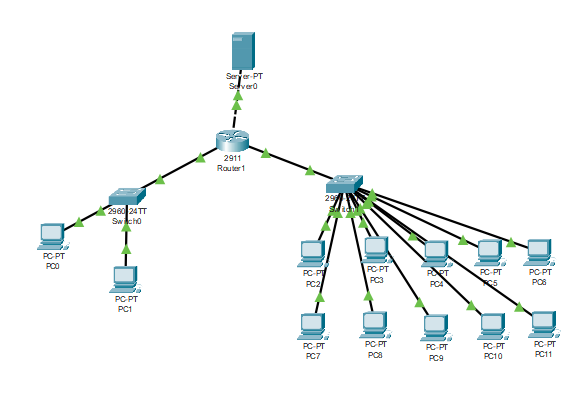 Server-PT
Server0
2911
Router1
2960-24TT
Switch0
PC-PT
PC0
PC-PT
PC1
PC-PT
PC2
PC-PT
PC3
PC-PT
PC4
PC-PT
PC5
PC-PT
PC6
PC-PT
PC7
PC-PT
PC8
PC-PT
PC9
PC-PT
PC10
PC-PT
PC11